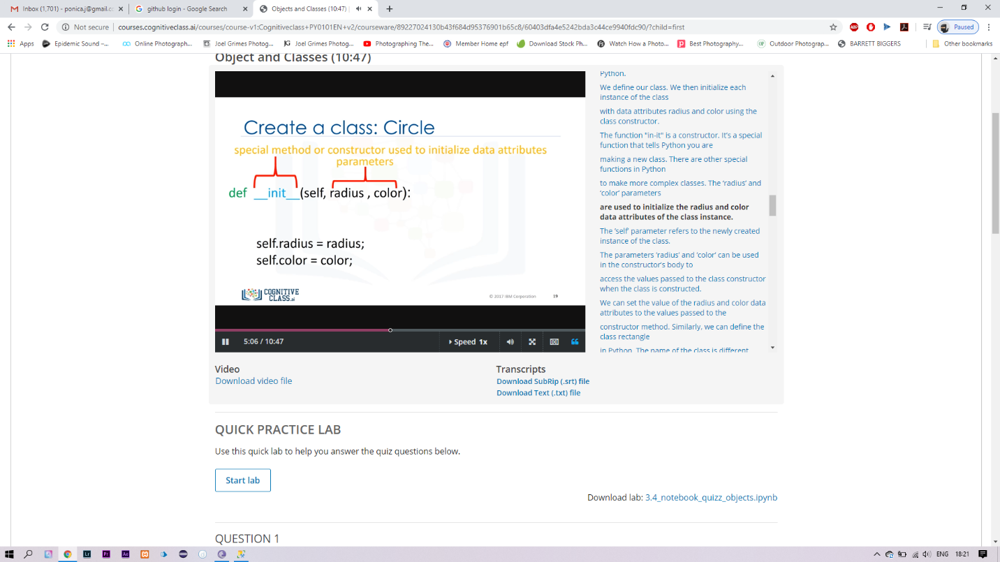 Inbox (1,701) - ponica.j@gmail.cc
github login - Google Search
Objects and Classes (10:47) |
Not secure
courses.cognitiveclass.ai/courses/course-v1:Cognitiveclass+PY0101EN+v2/courseware/89227024130b43f684d95376901b65c8/60403dfa4e5242bda3c44ce9940fdc90/?child=first
ABP
Paused
Apps
Epidemic Sound –...
Online Photograph...
Joel Grimes Photog...
JG
Joel Grimes Photog...
Photographing The...
Member Home epf
Download Stock Ph...
Watch How a Photo...
Best Photography...
OP
Outdoor Photograp...
BARRETT BIGGERS
Other bookmarks
Object and Classes (10:47)
Create a class: Circle
special method or constructor used to initialize data attributes
parameters
def __init__(self, radius , color):
self.radius = radius;
self.color = color;
COGNITIVE
CLASS.ai
© 2017 IBM Corporation
19
5:06 / 10:47
Speed 1x
CC
Python.
We define our class. We then initialize each
instance of the class
with data attributes radius and color using the
class constructor.
The function "in-it" is a constructor. It’s a special
function that tells Python you are
making a new class. There are other special
functions in Python
to make more complex classes. The ‘radius’ and
‘color’ parameters
are used to initialize the radius and color
data attributes of the class instance.
The ‘self’ parameter refers to the newly created
instance of the class.
The parameters ‘radius’ and ‘color’ can be used
in the constructor’s body to
access the values passed to the class constructor
when the class is constructed.
We can set the value of the radius and color data
attributes to the values passed to the
constructor method. Similarly, we can define the
class rectangle
in Python. The name of the class is different.
Video
Download video file
Transcripts
Download SubRip (.srt) file
Download Text (.txt) file
QUICK PRACTICE LAB
Use this quick lab to help you answer the quiz questions below.
Start lab
Download lab: 3.4_notebook_quizz_objects.ipynb
QUESTION 1
Lr
Pr
Ae
ENG
18:21